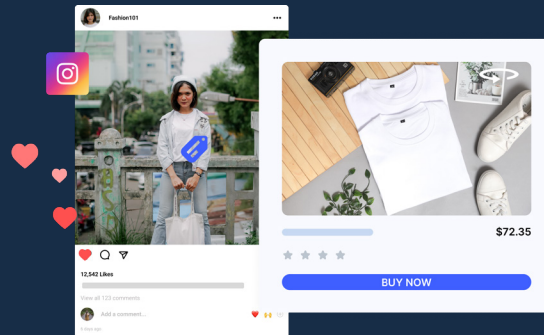 Fashion101
$72.35
BUY NOW
12,542 Likes
View all 123 comments
Add a comment...